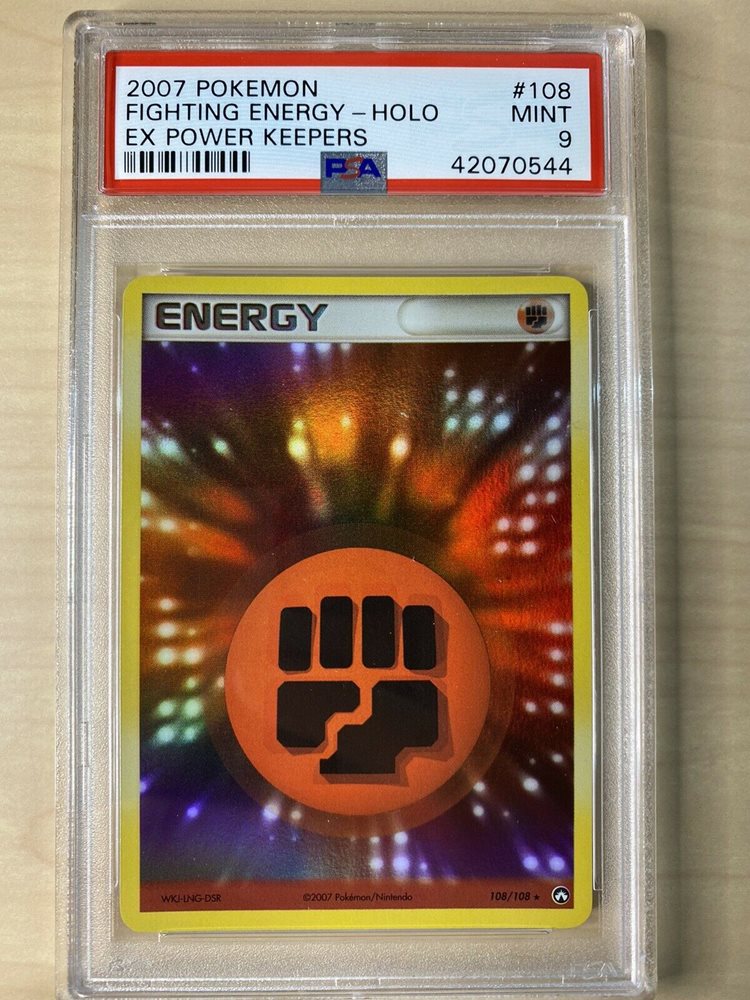 2007 POKEMON #108
FIGHTING ENERGY - HOLO MINT
EX POWER KEEPERS 9
PSA 42070544
ENERGY
WKJ-LNG-DSR ©2007 Pokémon/Nintendo 108/108 ★